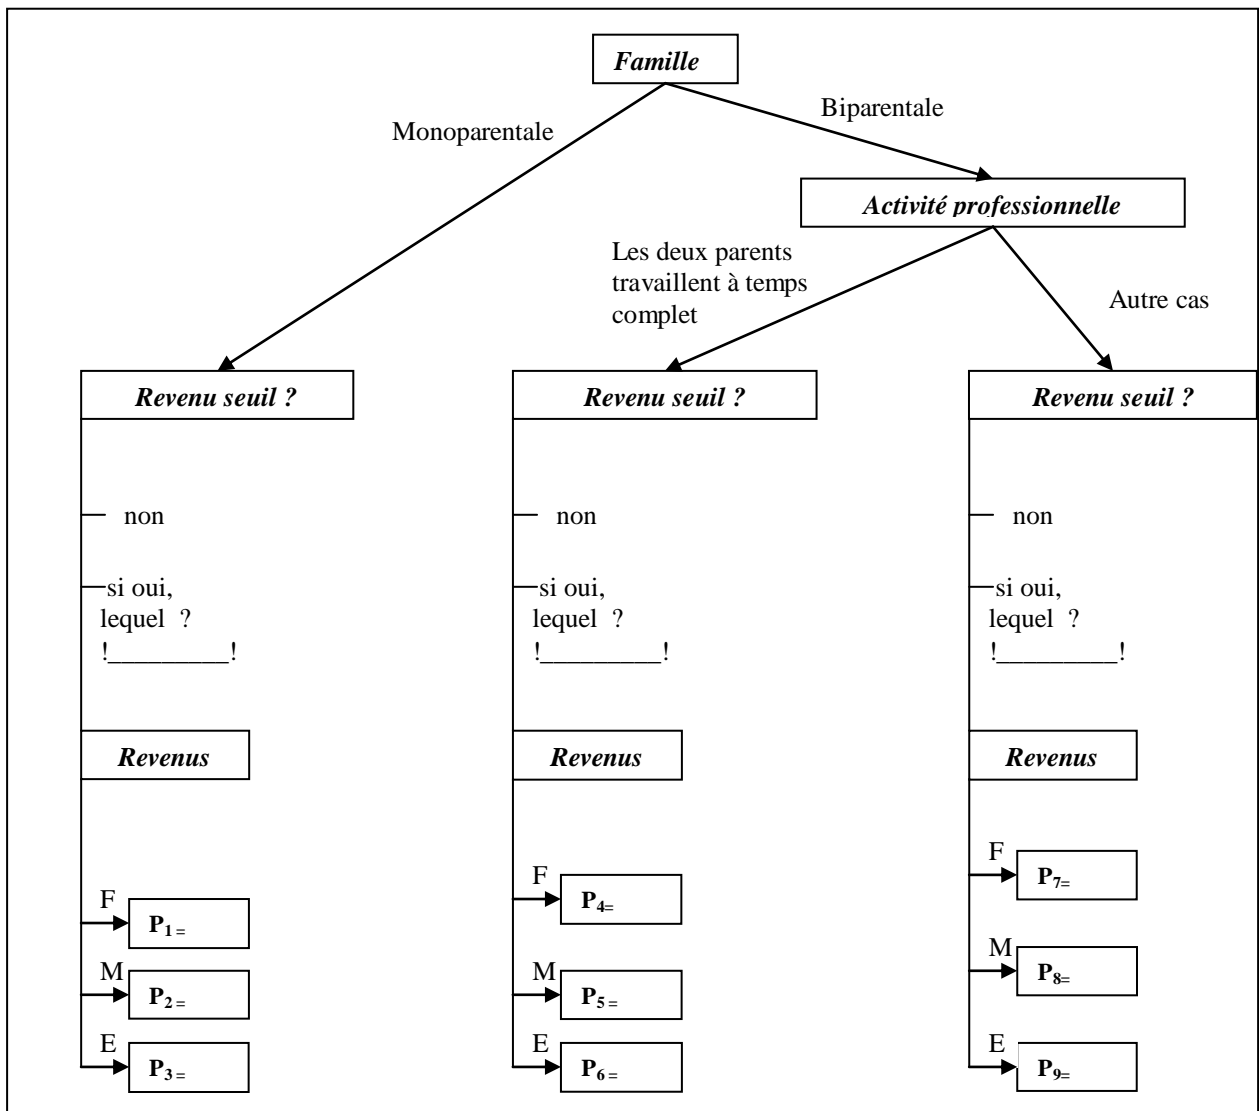 Famille
Biparentale
Monoparentale
Activité professionnelle
Les deux parents
travaillent à temps
complet
Autre cas
Revenu seuil ?
non
si oui,
lequel ?
!_________!
Revenus
F
P1 =
M
P2 =
E
P3 =
Revenu seuil ?
non
si oui,
lequel ?
!_________!
Revenus
F
P4=
M
P5 =
E
P6 =
Revenu seuil ?
non
si oui,
lequel ?
!_________!
Revenus
F
P7=
M
P8=
E
P9=